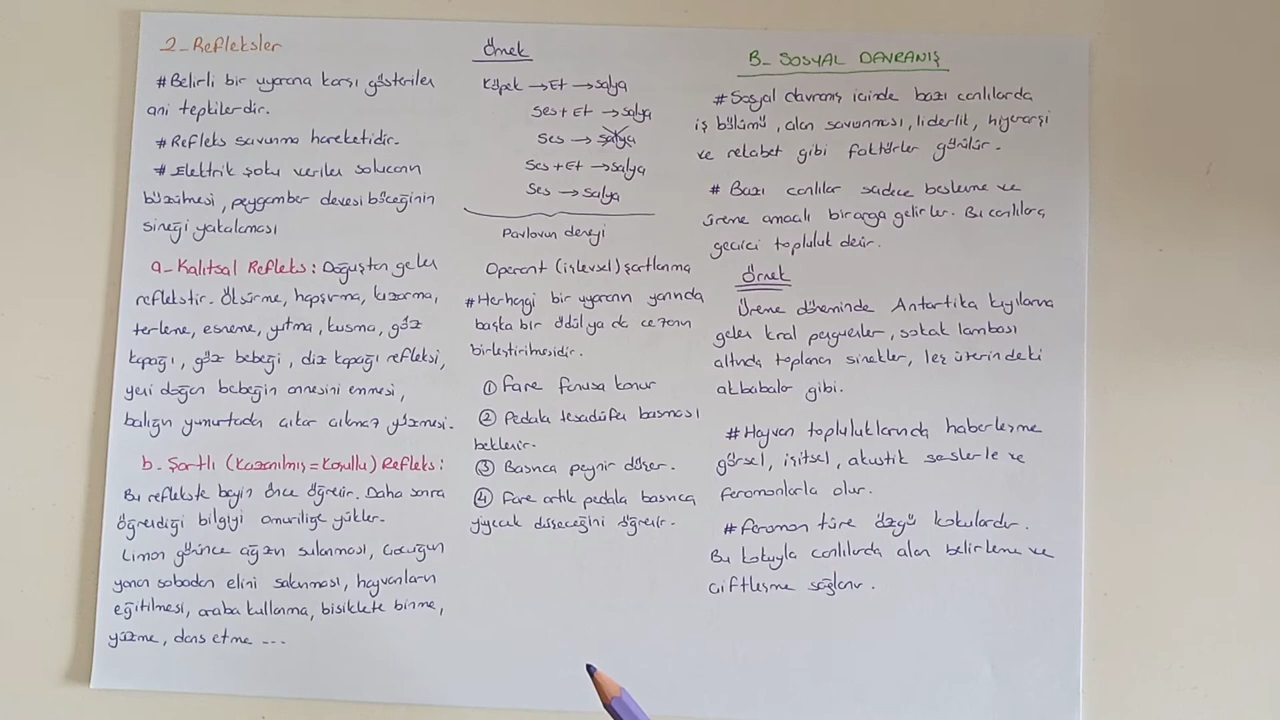 2- Refleksler
# Belirli bir uyarana karşı gösterilen
ani tepkilerdir.
# Refleks savunma hareketidir.
# Elektrik şoku verilen solucanın
büzülmesi, peygamber devesi böceğinin
sineği yakalaması
a- Kalıtsal Refleks: Doğuştan gelen
reflekstir. Öksürme, hapşırma, kızarma,
terleme, esneme, yutma, kusma, göz
kapağı, göz bebeği, diz kapağı refleksi,
yeni doğan bebeğin annesini emmesi,
balığın yumurtadan çıkar çıkmaz yüzmesi.
b- Şartlı (Kazanılmış = Koşullu) Refleks:
Bu reflekste beyin önce öğrenir. Daha sonra
öğrendiği bilgiyi omuriliğe yükler.
Limon görünce ağzın sulanması, çocuğun
yanan sobadan elini sakınması, hayvanların
eğitilmesi, araba kullanma, bisiklete binme,
yüzme, dans etme ---
Örnek
Köpek → Et → Salya
Ses + Et → Salya
Ses → Salya
Ses + Et → Salya
Ses → Salya
Pavlovun deneyi
Operant (işlevsel) şartlanma
# Herhangi bir uyaranın yanında
başka bir ödül ya da cezanın
birleştirilmesidir.
① Fare fanusa konur
② Pedala tesadüfen basması
beklenir.
③ Basınca peynir düşer.
④ Fare artık pedala basınca
yiyecek düşeceğini öğrenir.
B- SOSYAL DAVRANIŞ
# Sosyal davranış içinde bazı canlılarda
iş bölümü, alan savunması, liderlik, hiyerarşi
ve rekabet gibi faktörler görülür.
# Bazı canlılar sadece beslenme ve
üreme amaçlı biraraya gelirler. Bu canlılara
geçici topluluk denir.
Örnek
Üreme döneminde Antartika kıyılarına
gelen kral penguenler, sokak lambası
altında toplanan sinekler, leş üzerindeki
akbabalar gibi.
# Hayvan topluluklarında haberleşme
görsel, işitsel, akustik seslerle ve
feromonlarla olur.
# Feromon türe özgü kokulardır.
Bu kokuyla canlılarda alan belirleme ve
çiftleşme sağlanır.